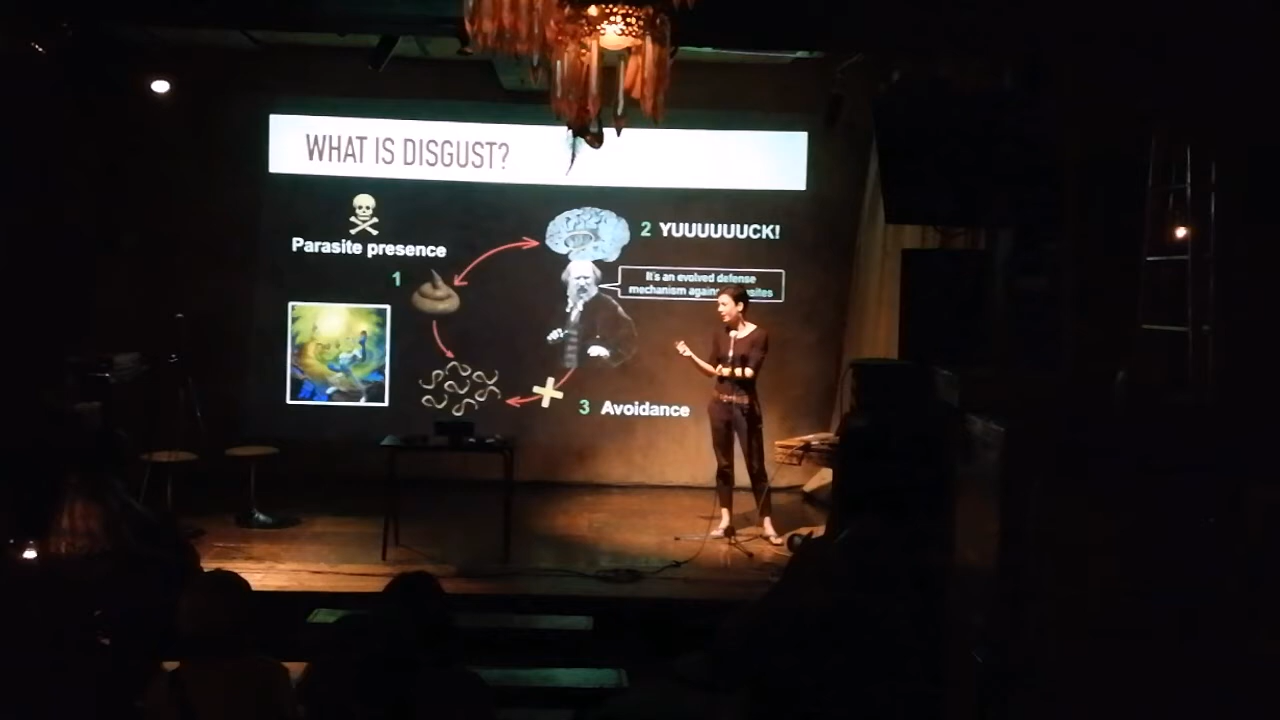 WHAT IS DISGUST?
Parasite presence
1
2 YUUUUUUCK!
It's an evolved defense
mechanism
3 Avoidance